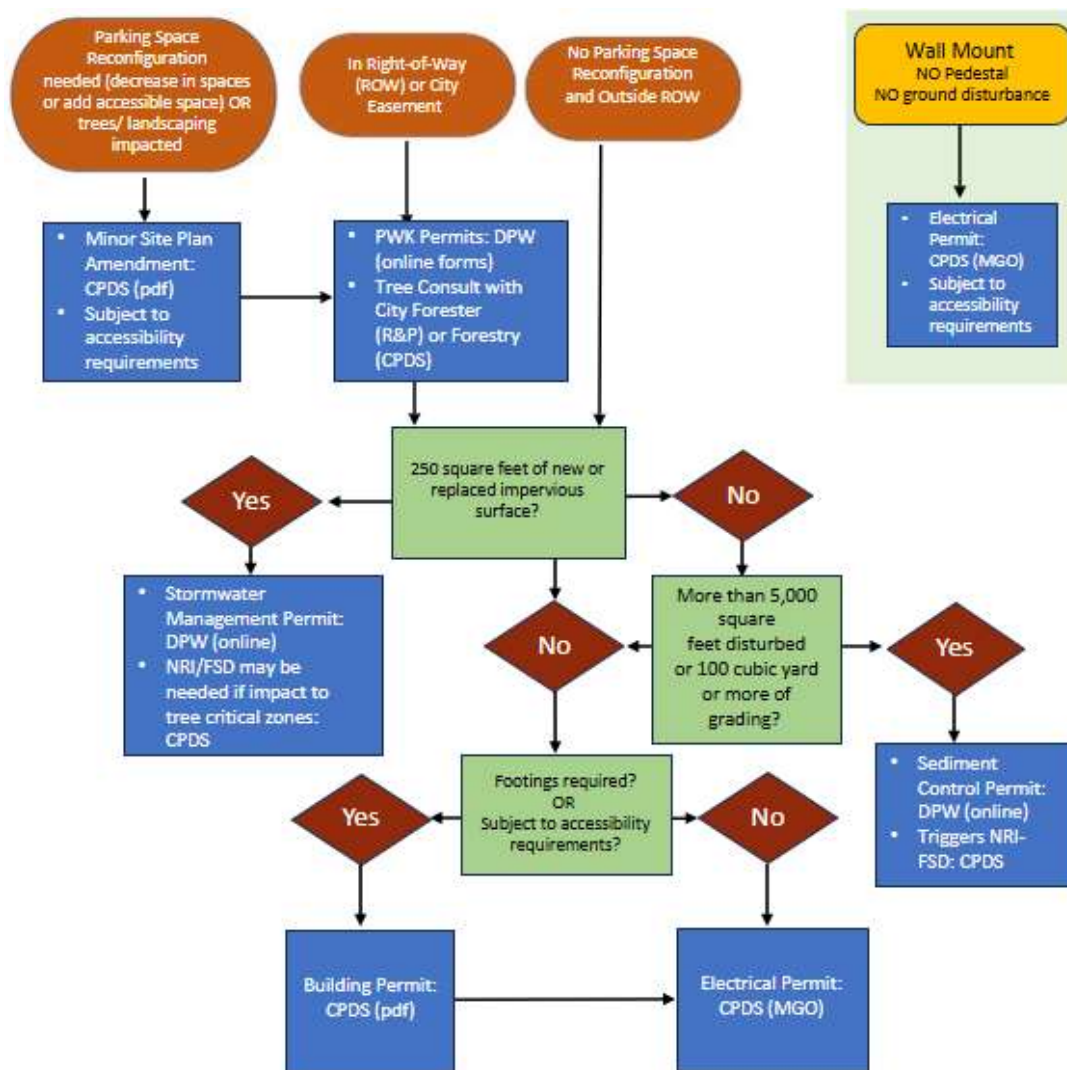 Parking Space
Reconfiguration
needed (decrease in spaces
or add accessible space) OR
trees/ landscaping
impacted
In Right-of-Way
(ROW) or City
Easement
No Parking Space
Reconfiguration
and Outside ROW
Wall Mount
NO Pedestal
NO ground disturbance
• Minor Site Plan
Amendment:
CPDS (pdf)
• Subject to
accessibility
requirements
• PWK Permits: DPW
(online forms)
• Tree Consult with
City Forester
(R&P) or Forestry
(CPDS)
• Electrical
Permit:
CPDS (MGO)
• Subject to
accessibility
requirements
250 square feet of new or
replaced impervious
surface?
Yes
No
• Stormwater
Management Permit:
DPW (online)
• NRI/FSD may be
needed if impact to
tree critical zones:
CPDS
No
More than 5,000
square
feet disturbed
or 100 cubic yard
or more of
grading?
Yes
• Sediment
Control Permit:
DPW (online)
• Triggers NRI-
FSD: CPDS
Footings required?
OR
Subject to accessibility
requirements?
Yes
No
Building Permit:
CPDS (pdf)
Electrical Permit:
CPDS (MGO)